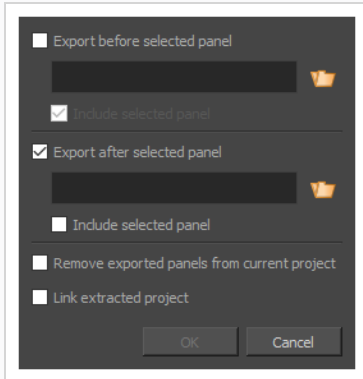 Export before selected panel
Include selected panel
Export after selected panel
Include selected panel
Remove exported panels from current project
Link extracted project
OK Cancel